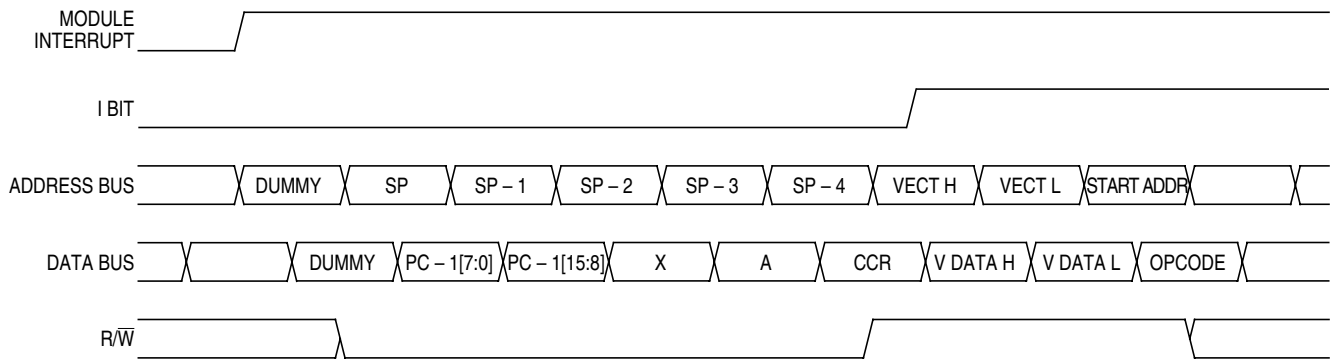 MODULE
INTERRUPT
I BIT
ADDRESS BUS DUMMY SP SP – 1 SP – 2 SP – 3 SP – 4 VECT H VECT L START ADDR
DATA BUS DUMMY PC – 1[7:0] PC – 1[15:8] X A CCR V DATA H V DATA L OPCODE
R/W̅